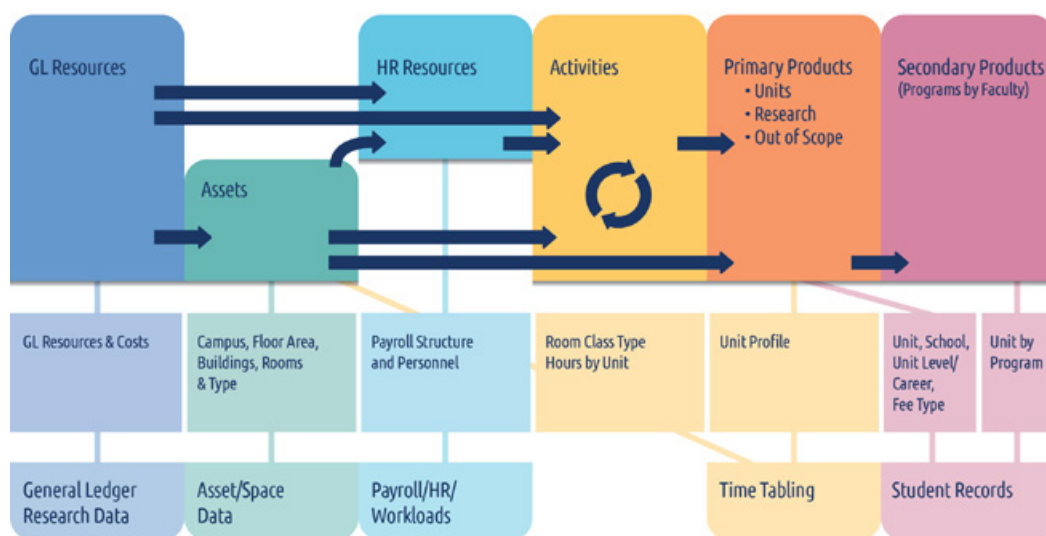 GL Resources
HR Resources
Activities
Primary Products
• Units
• Research
• Out of Scope
Secondary Products
(Programs by Faculty)
Assets
GL Resources & Costs
Campus, Floor Area,
Buildings, Rooms
& Type
Payroll Structure
and Personnel
Room Class Type
Hours by Unit
Unit Profile
Unit, School,
Unit Level/
Career,
Fee Type
Unit by
Program
General Ledger
Research Data
Asset/Space
Data
Payroll/HR/
Workloads
Time Tabling
Student Records